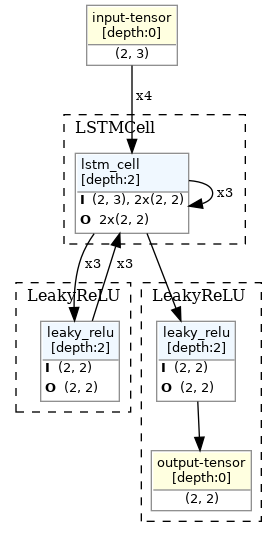 input-tensor
[depth:0]
(2, 3)
x4
LSTMCell
lstm_cell
[depth:2]
I (2, 3), 2x(2, 2)
O 2x(2, 2)
x3
x3
x3
LeakyReLU
leaky_relu
[depth:2]
I (2, 2)
O (2, 2)
LeakyReLU
leaky_relu
[depth:2]
I (2, 2)
O (2, 2)
output-tensor
[depth:0]
(2, 2)